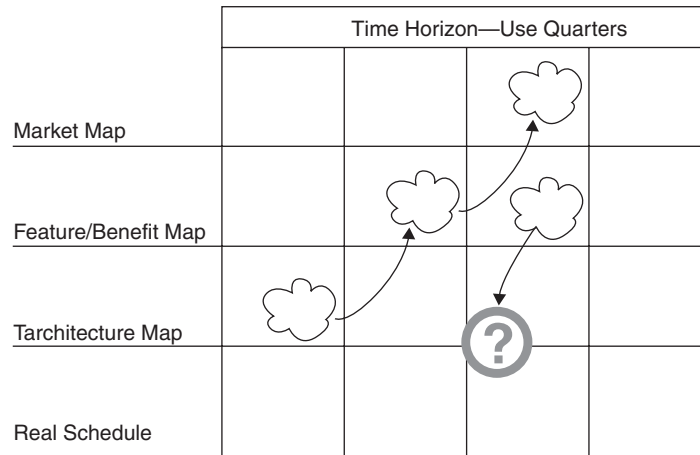 Time Horizon—Use Quarters
Market Map
Feature/Benefit Map
Tarchitecture Map
?
Real Schedule